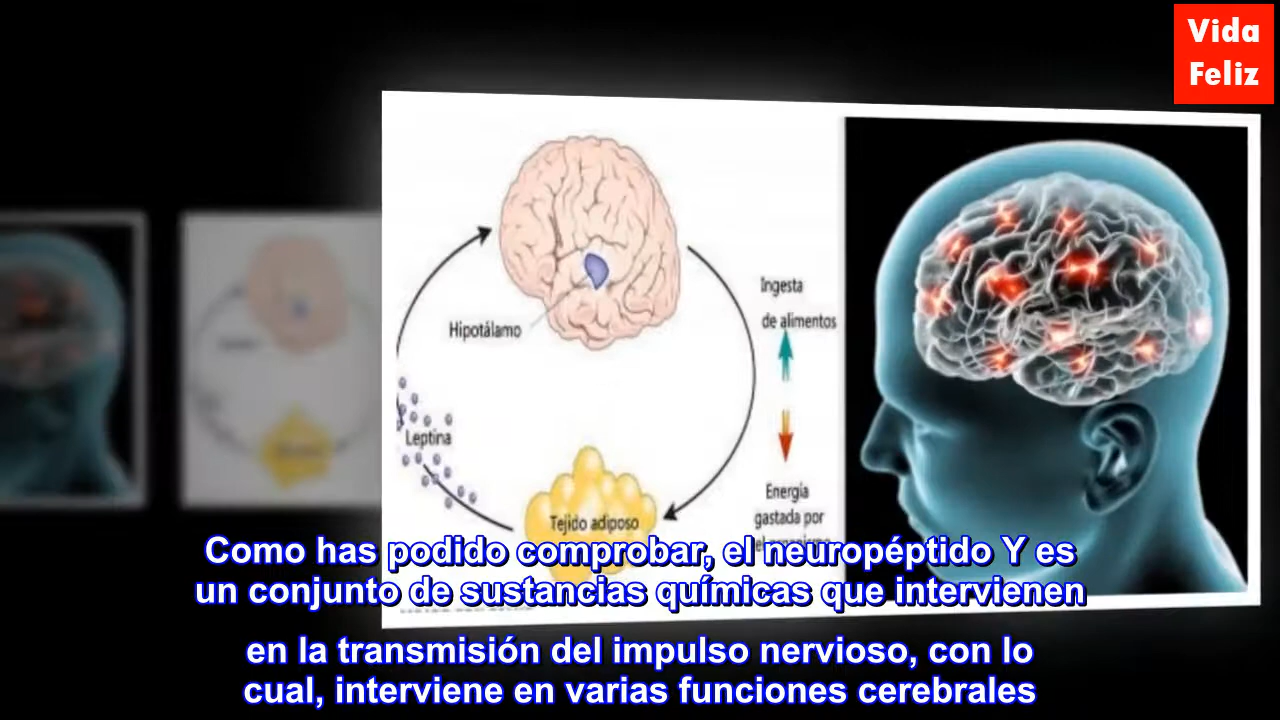 Vida
Feliz
Ingesta
de alimentos
Hipotálamo
Leptina
Energía
gastada por
Tejido adiposo
Como has podido comprobar, el neuropéptido Y es
un conjunto de sustancias químicas que intervienen
en la transmisión del impulso nervioso, con lo
cual, interviene en varias funciones cerebrales